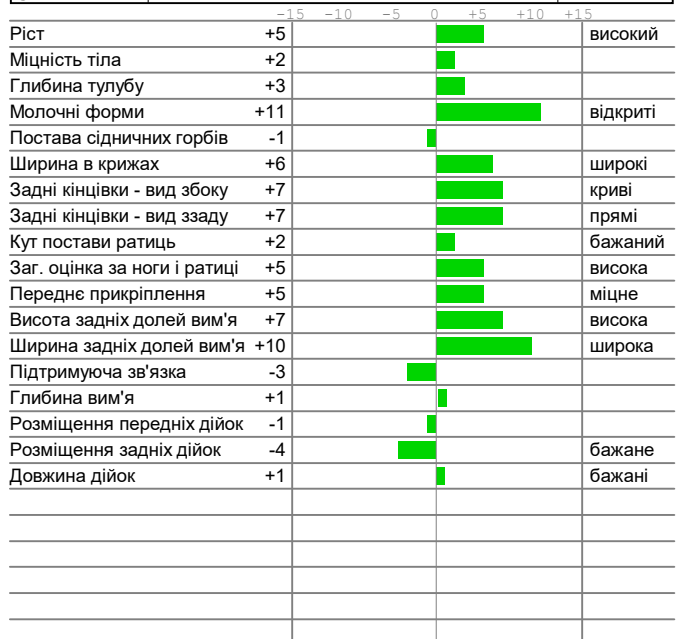 -15 -10 -5 0 +5 +10 +15
Ріст +5 високий
Міцність тіла +2
Глибина тулубу +3
Молочні форми +11 відкриті
Постава сідничних горбів -1
Ширина в крижах +6 широкі
Задні кінцівки - вид збоку +7 криві
Задні кінцівки - вид ззаду +7 прямі
Кут постави ратиць +2 бажаний
Заг. оцінка за ноги і ратиці +5 висока
Переднє прикріплення +5 міцне
Висота задніх долей вим'я +7 висока
Ширина задніх долей вим'я +10 широка
Підтримуюча зв'язка -3
Глибина вим'я +1
Розміщення передніх дійок -1
Розміщення задніх дійок -4 бажане
Довжина дійок +1 бажані